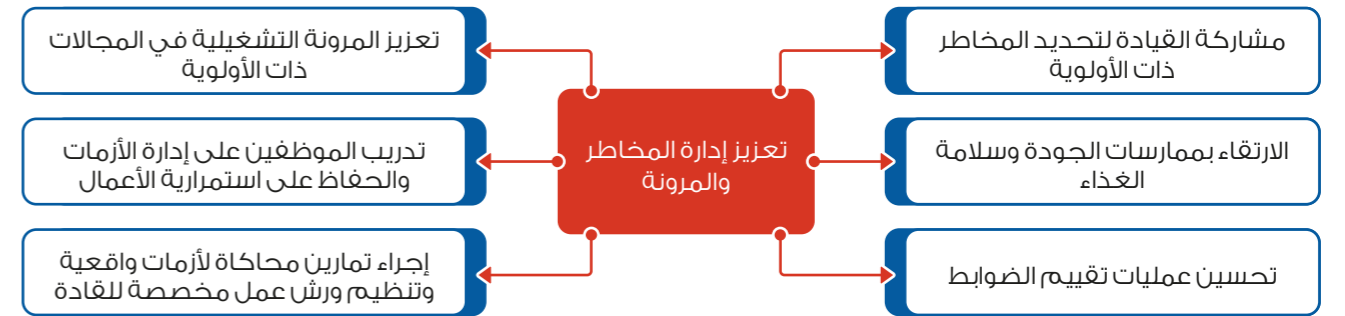 مشاركة القيادة لتحديد المخاطر
ذات الأولوية
الارتقاء بممارسات الجودة وسلامة
الغذاء
تحسين عمليات تقييم الضوابط
تعزيز إدارة المخاطر
والمرونة
تعزيز المرونة التشغيلية في المجالات
ذات الأولوية
تدريب الموظفين على إدارة الأزمات
والحفاظ على استمرارية الأعمال
إجراء تمارين محاكاة لأزمات واقعية
وتنظيم ورش عمل مخصصة للقادة